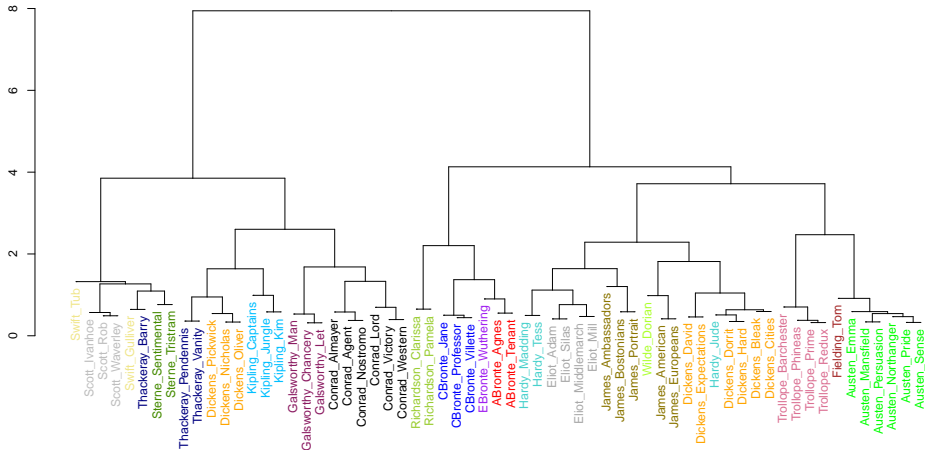 8
6
4
2
0
Swift_Tub
Scott_Ivanhoe
Scott_Rob
Scott_Waverley
Swift_Gulliver
Thackeray_Barry
Sterne_Sentimental
Sterne_Tristram
Thackeray_Pendennis
Thackeray_Vanity
Dickens_Pickwick
Dickens_Nicholas
Dickens_Oliver
Kipling_Captains
Kipling_Jungle
Kipling_Kim
Galsworthy_Man
Galsworthy_Chancery
Galsworthy_Let
Conrad_Almayer
Conrad_Agent
Conrad_Nostromo
Conrad_Lord
Conrad_Victory
Conrad_Western
Richardson_Clarissa
Richardson_Pamela
CBronte_Jane
CBronte_Professor
CBronte_Villette
EBronte_Wuthering
ABronte_Agnes
ABronte_Tenant
Hardy_Madding
Hardy_Tess
Eliot_Adam
Eliot_Silas
Eliot_Middlemarch
Eliot_Mill
James_Ambassadors
James_Bostonians
James_Portrait
Wilde_Dorian
James_American
James_Europeans
Dickens_David
Dickens_Expectations
Hardy_Jude
Dickens_Dorrit
Dickens_Hard
Dickens_Bleak
Dickens_Cities
Trollope_Barchester
Trollope_Phineas
Trollope_Prime
Trollope_Redux
Fielding_Tom
Austen_Emma
Austen_Mansfield
Austen_Persuasion
Austen_Northanger
Austen_Pride
Austen_Sense